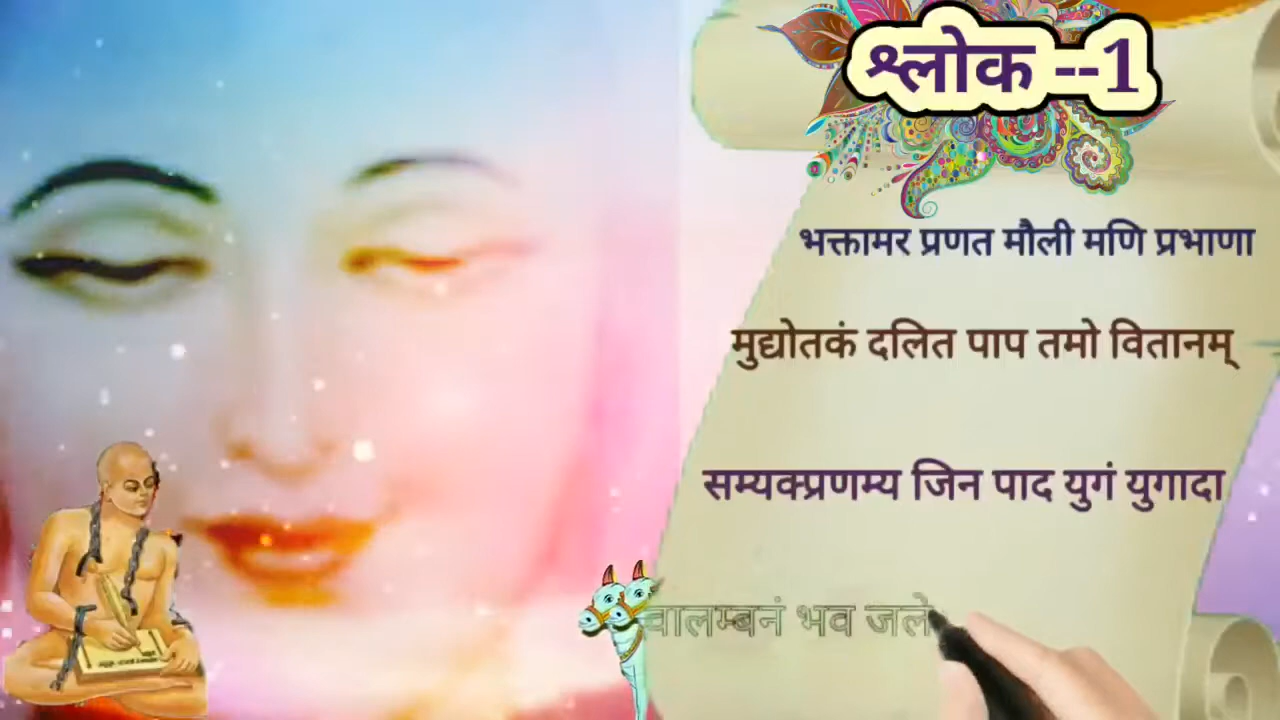 श्लोक --1
भक्तामर प्रणत मौली मणि प्रभाणा
मुद्योतकं दलित पाप तमो वितानम्
सम्यक्प्रणम्य जिन पाद युगं युगादा
वालम्बनं भव जले